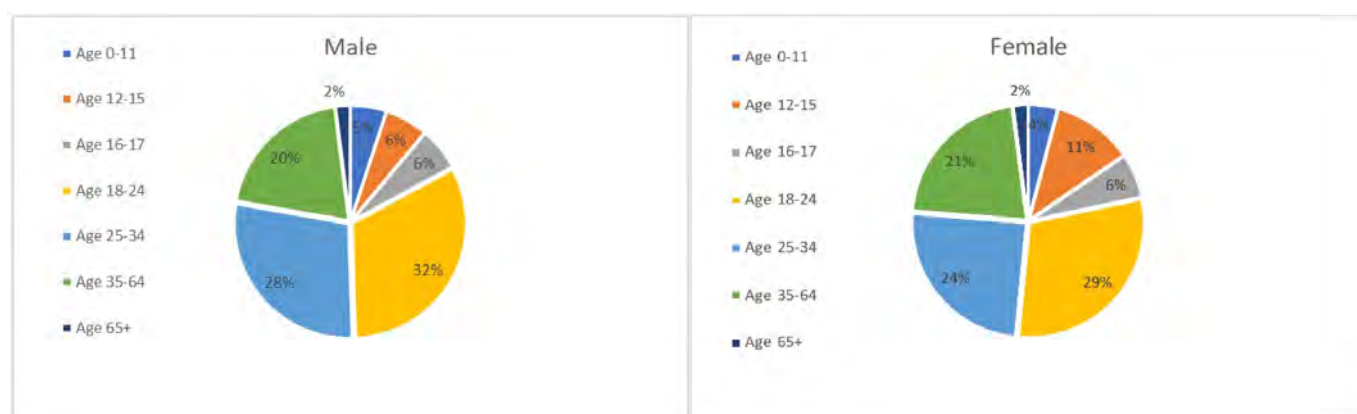 Male
Age 0-11
Age 12-15
Age 16-17
Age 18-24
Age 25-34
Age 35-64
Age 65+
2%
5%
6%
6%
32%
28%
20%
Female
Age 0-11
Age 12-15
Age 16-17
Age 18-24
Age 25-34
Age 35-64
Age 65+
2%
4%
11%
6%
29%
24%
21%